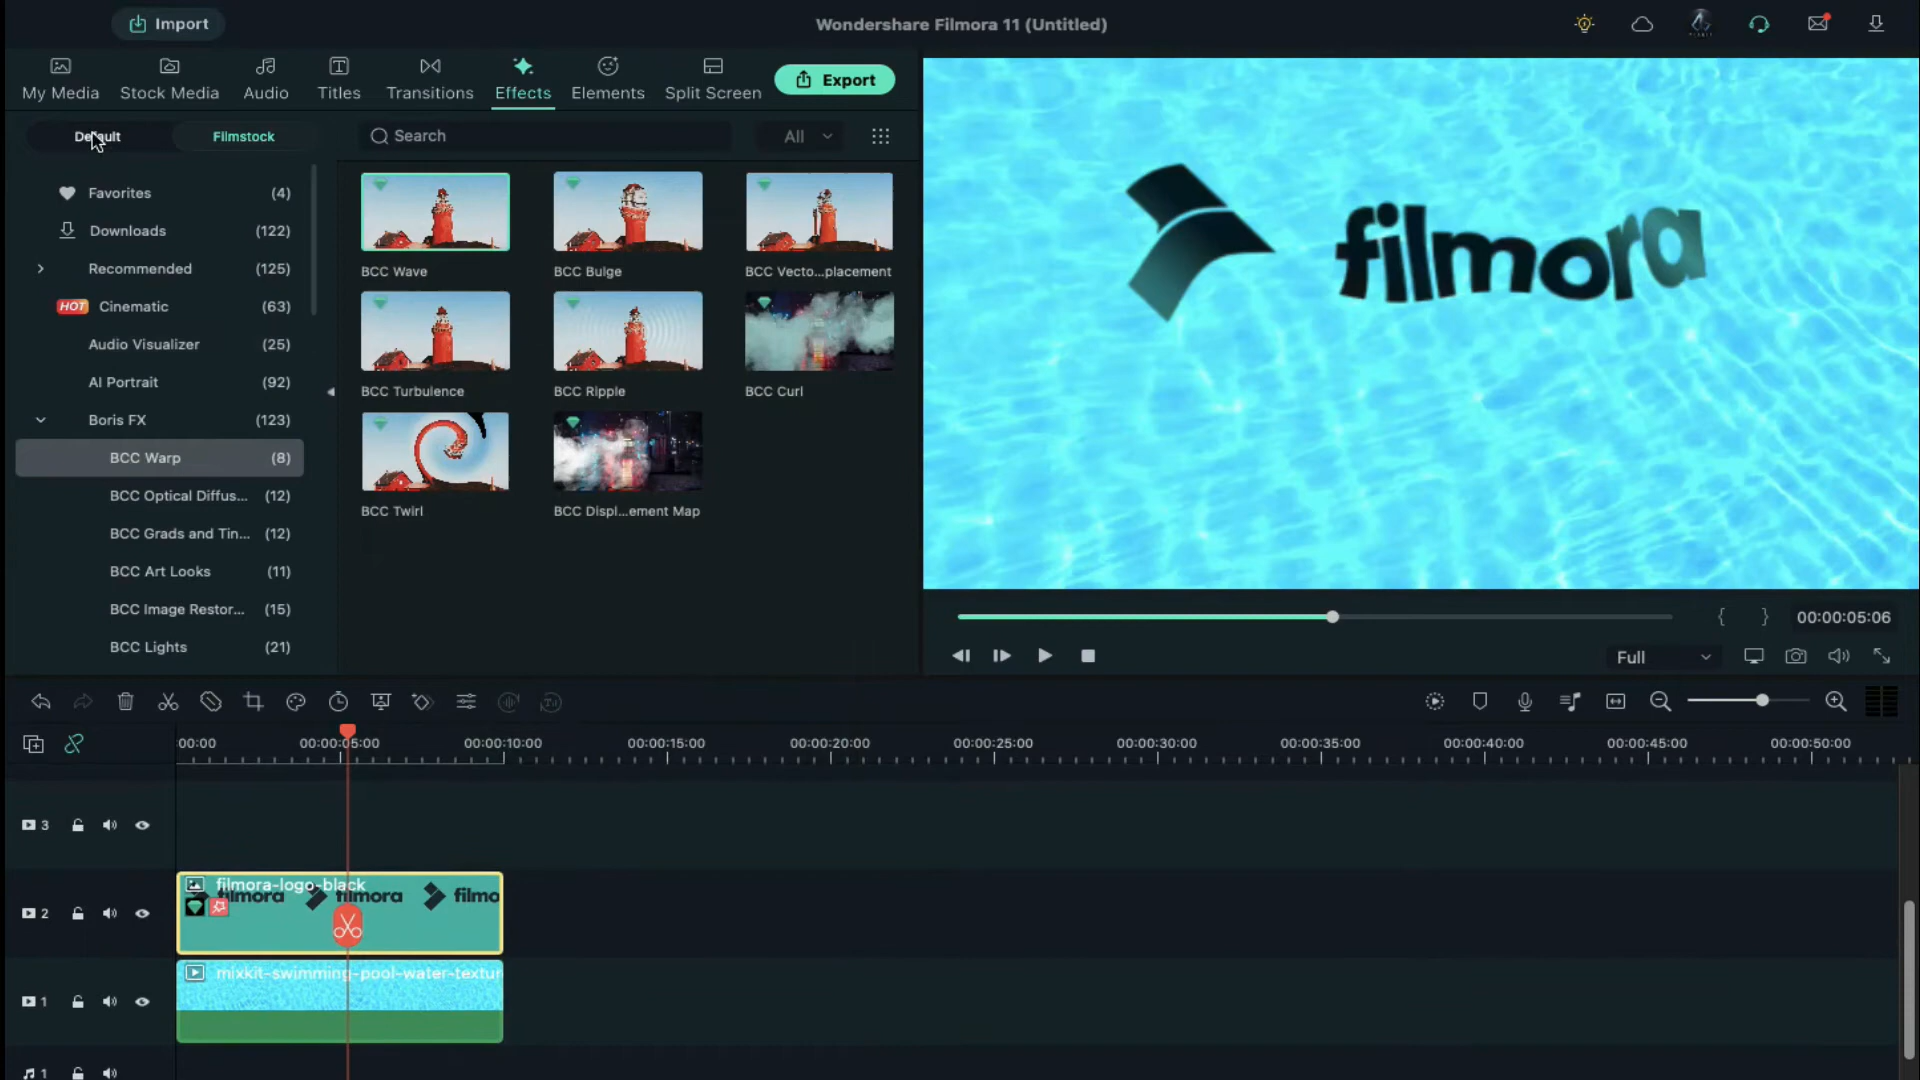 Import
Wondershare Filmora 11 (Untitled)
My Media
Stock Media
Audio
Titles
Transitions
Effects
Elements
Split Screen
Export
Default
Filmstock
Search
All
Favorites (4)
Downloads (122)
Recommended (125)
HOT Cinematic (63)
Audio Visualizer (25)
AI Portrait (92)
Boris FX (123)
BCC Warp (8)
BCC Optical Diffus... (12)
BCC Grads and Tin... (12)
BCC Art Looks (11)
BCC Image Restor... (15)
BCC Lights (21)
BCC Wave
BCC Bulge
BCC Vecto...placement
BCC Turbulence
BCC Ripple
BCC Curl
BCC Twirl
BCC Displ...ement Map
filmora
00:00:05:06
Full
:00:00
00:00:05:00
00:00:10:00
00:00:15:00
00:00:20:00
00:00:25:00
00:00:30:00
00:00:35:00
00:00:40:00
00:00:45:00
00:00:50:00
3
filmora-logo-black
filmora
filmora
filmo
2
mixkit-swimming-pool-water-textur
1
1